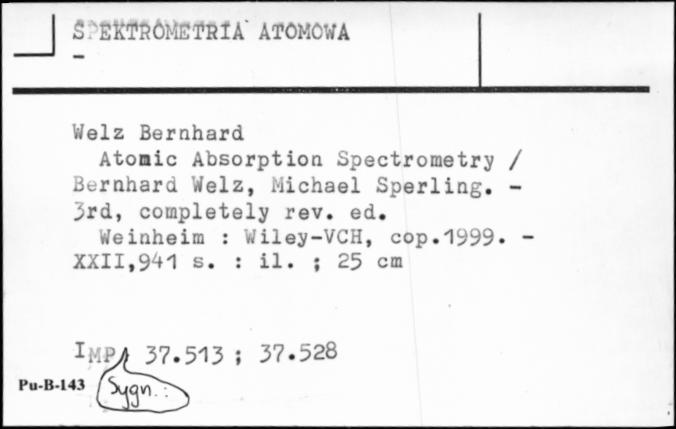 SPEKTROMETRIA ATOMOWA
-
Welz Bernhard
Atomic Absorption Spectrometry /
Bernhard Welz, Michael Sperling. -
3rd, completely rev. ed.
Weinheim : Wiley-VCH, cop.1999. -
XXII,941 s. : il. ; 25 cm
IMP 37.513 ; 37.528
Pu-B-143
Sygn.: